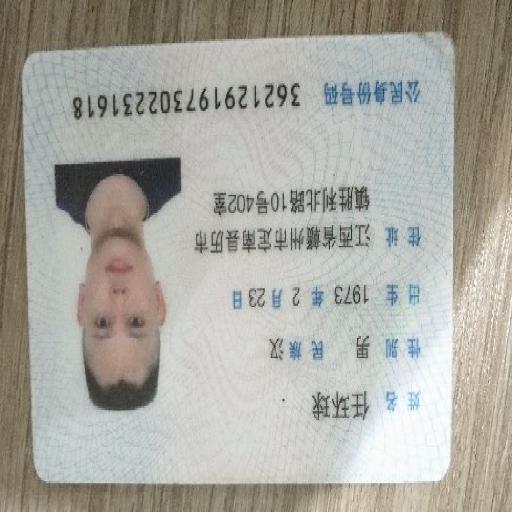 姓名 任环球
性别 男 民族 汉
出生 1973 年 2 月 23 日
住址 江西省赣州市定南县历市
镇胜利北路10号402室
公民身份号码 362129197302231618